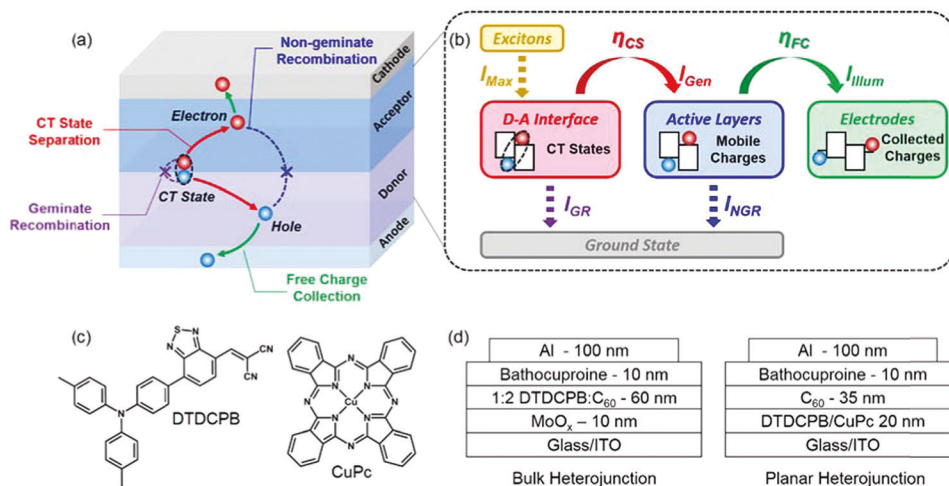 (a)
Non-geminate
Recombination
Cathode
Acceptor
Donor
Anode
Electron
CT State
Separation
CT State
Geminate
Recombination
Hole
Free Charge
Collection
(b)
Excitons
ηCS
ηFC
IMax
IGen
IIllum
D-A Interface
CT States
Active Layers
Mobile
Charges
Electrodes
Collected
Charges
IGR
INGR
Ground State
(c)
S
N
N
CN
CN
N
DTDCPB
N
N
N
N
Cu
N
N
N
N
CuPc
(d)
Al - 100 nm
Bathocuproine - 10 nm
1:2 DTDCPB:C60 - 60 nm
MoOx – 10 nm
Glass/ITO
Bulk Heterojunction
Al - 100 nm
Bathocuproine - 10 nm
C60 - 35 nm
DTDCPB/CuPc 20 nm
Glass/ITO
Planar Heterojunction